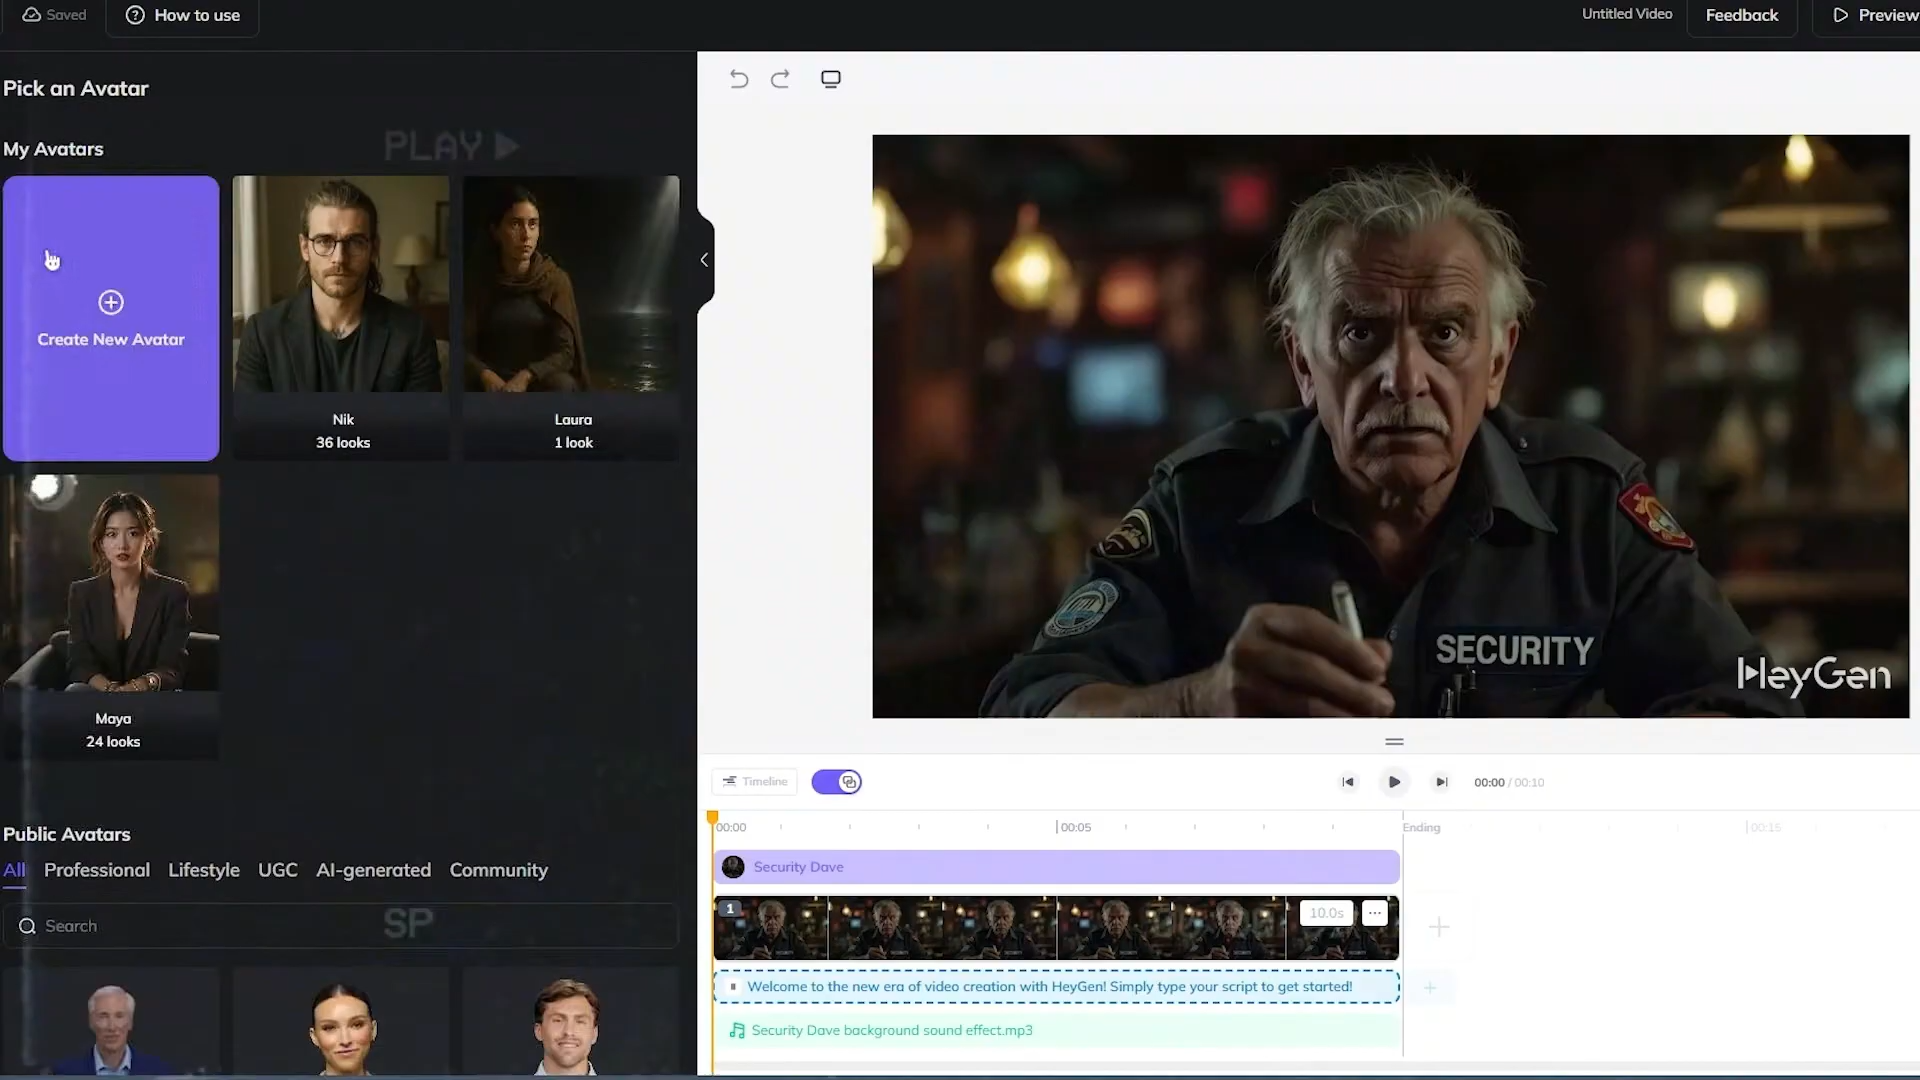 Saved
How to use
Untitled Video
Feedback
Preview
Pick an Avatar
PLAY
My Avatars
Create New Avatar
Nik
36 looks
Laura
1 look
Maya
24 looks
SECURITY
HeyGen
Public Avatars
All Professional Lifestyle UGC AI-generated Community
Search
SP
Timeline
00:00 / 00:10
00:00
00:05
Ending
00:15
Security Dave
1
10.0s
Welcome to the new era of video creation with HeyGen! Simply type your script to get started!
Security Dave background sound effect.mp3